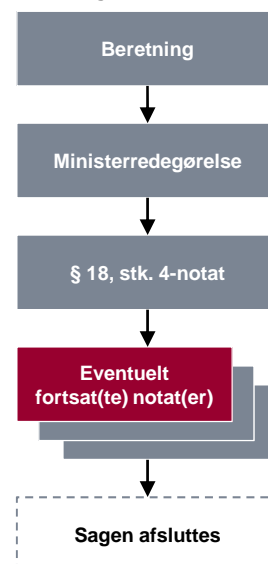 Beretning
Ministerredegørelse
§ 18, stk. 4-notat
Eventuelt
fortsat(te) notat(er)
Sagen afsluttes